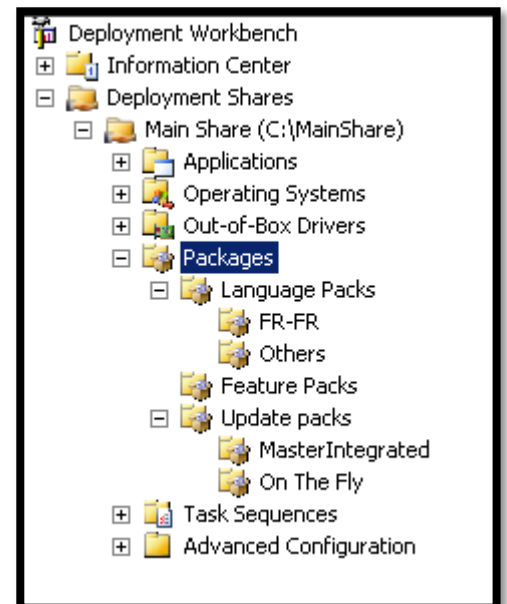 Deployment Workbench
Information Center
Deployment Shares
Main Share (C:\MainShare)
Applications
Operating Systems
Out-of-Box Drivers
Packages
Language Packs
FR-FR
Others
Feature Packs
Update packs
MasterIntegrated
On The Fly
Task Sequences
Advanced Configuration